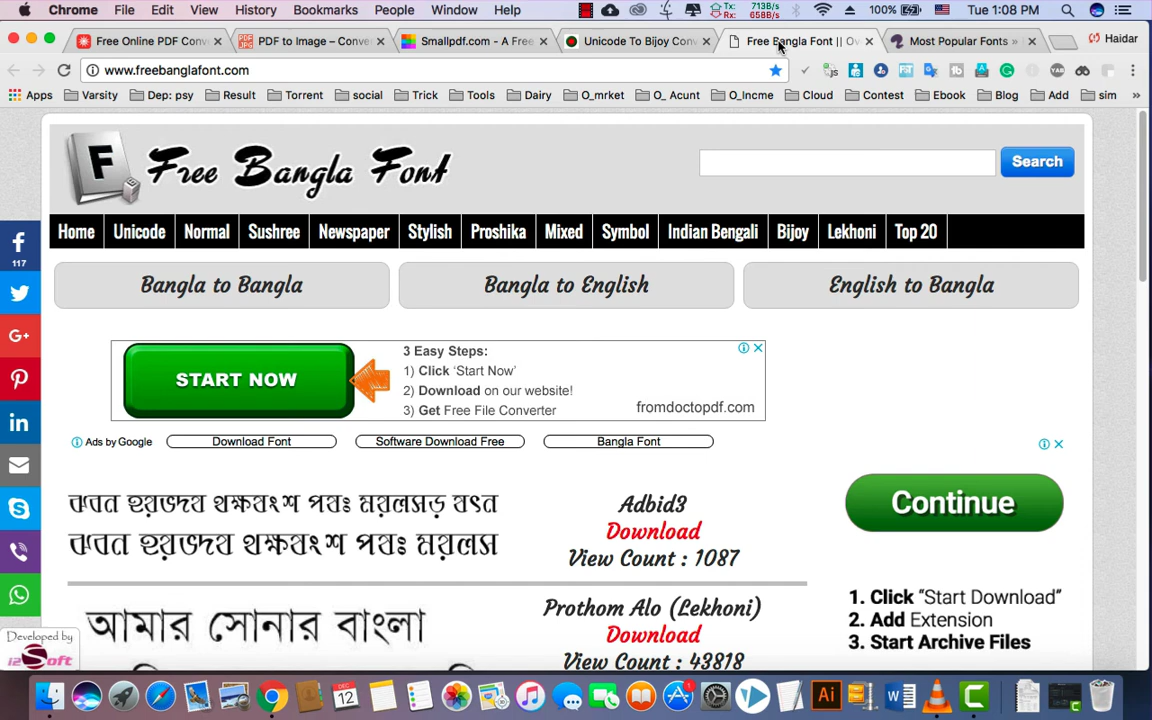 Chrome File Edit View History Bookmarks People Window Help Tx: 713B/s Rx: 658B/s 100% Tue 1:08 PM
Free Online PDF Conv PDF to Image – Conve Smallpdf.com - A Free Unicode To Bijoy Conv Free Bangla Font || Ov Most Popular Fonts » Haidar
www.freebanglafont.com
Apps Varsity Dep: psy Result Torrent social Trick Tools Dairy O_mrket O_ Acunt O_Incme Cloud Contest Ebook Blog Add sim »
Free Bangla Font
Search
Home Unicode Normal Sushree Newspaper Stylish Proshika Mixed Symbol Indian Bengali Bijoy Lekhoni Top 20
117
Bangla to Bangla Bangla to English English to Bangla
START NOW
3 Easy Steps:
1) Click ‘Start Now’
2) Download on our website!
3) Get Free File Converter
fromdoctopdf.com
Ads by Google Download Font Software Download Free Bangla Font
Adbid3
Download
View Count : 1087
Continue
আমার সোনার বাংলা
Prothom Alo (Lekhoni)
Download
View Count : 43818
1. Click “Start Download”
2. Add Extension
3. Start Archive Files
Developed by
i2Soft